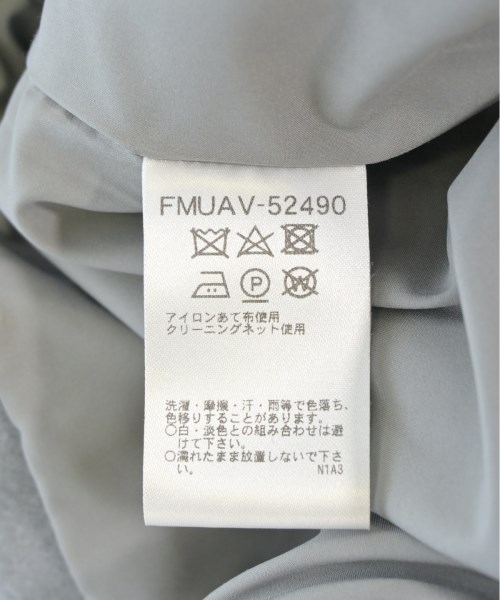 FMUAV-52490
P W
アイロンあて布使用
クリーニングネット使用
洗濯・摩擦・汗・雨等で色落ち、
色移りすることがあります。
○白・淡色との組み合わせは避
けて下さい。
○濡れたまま放置しないで下さ
い。 N1A3